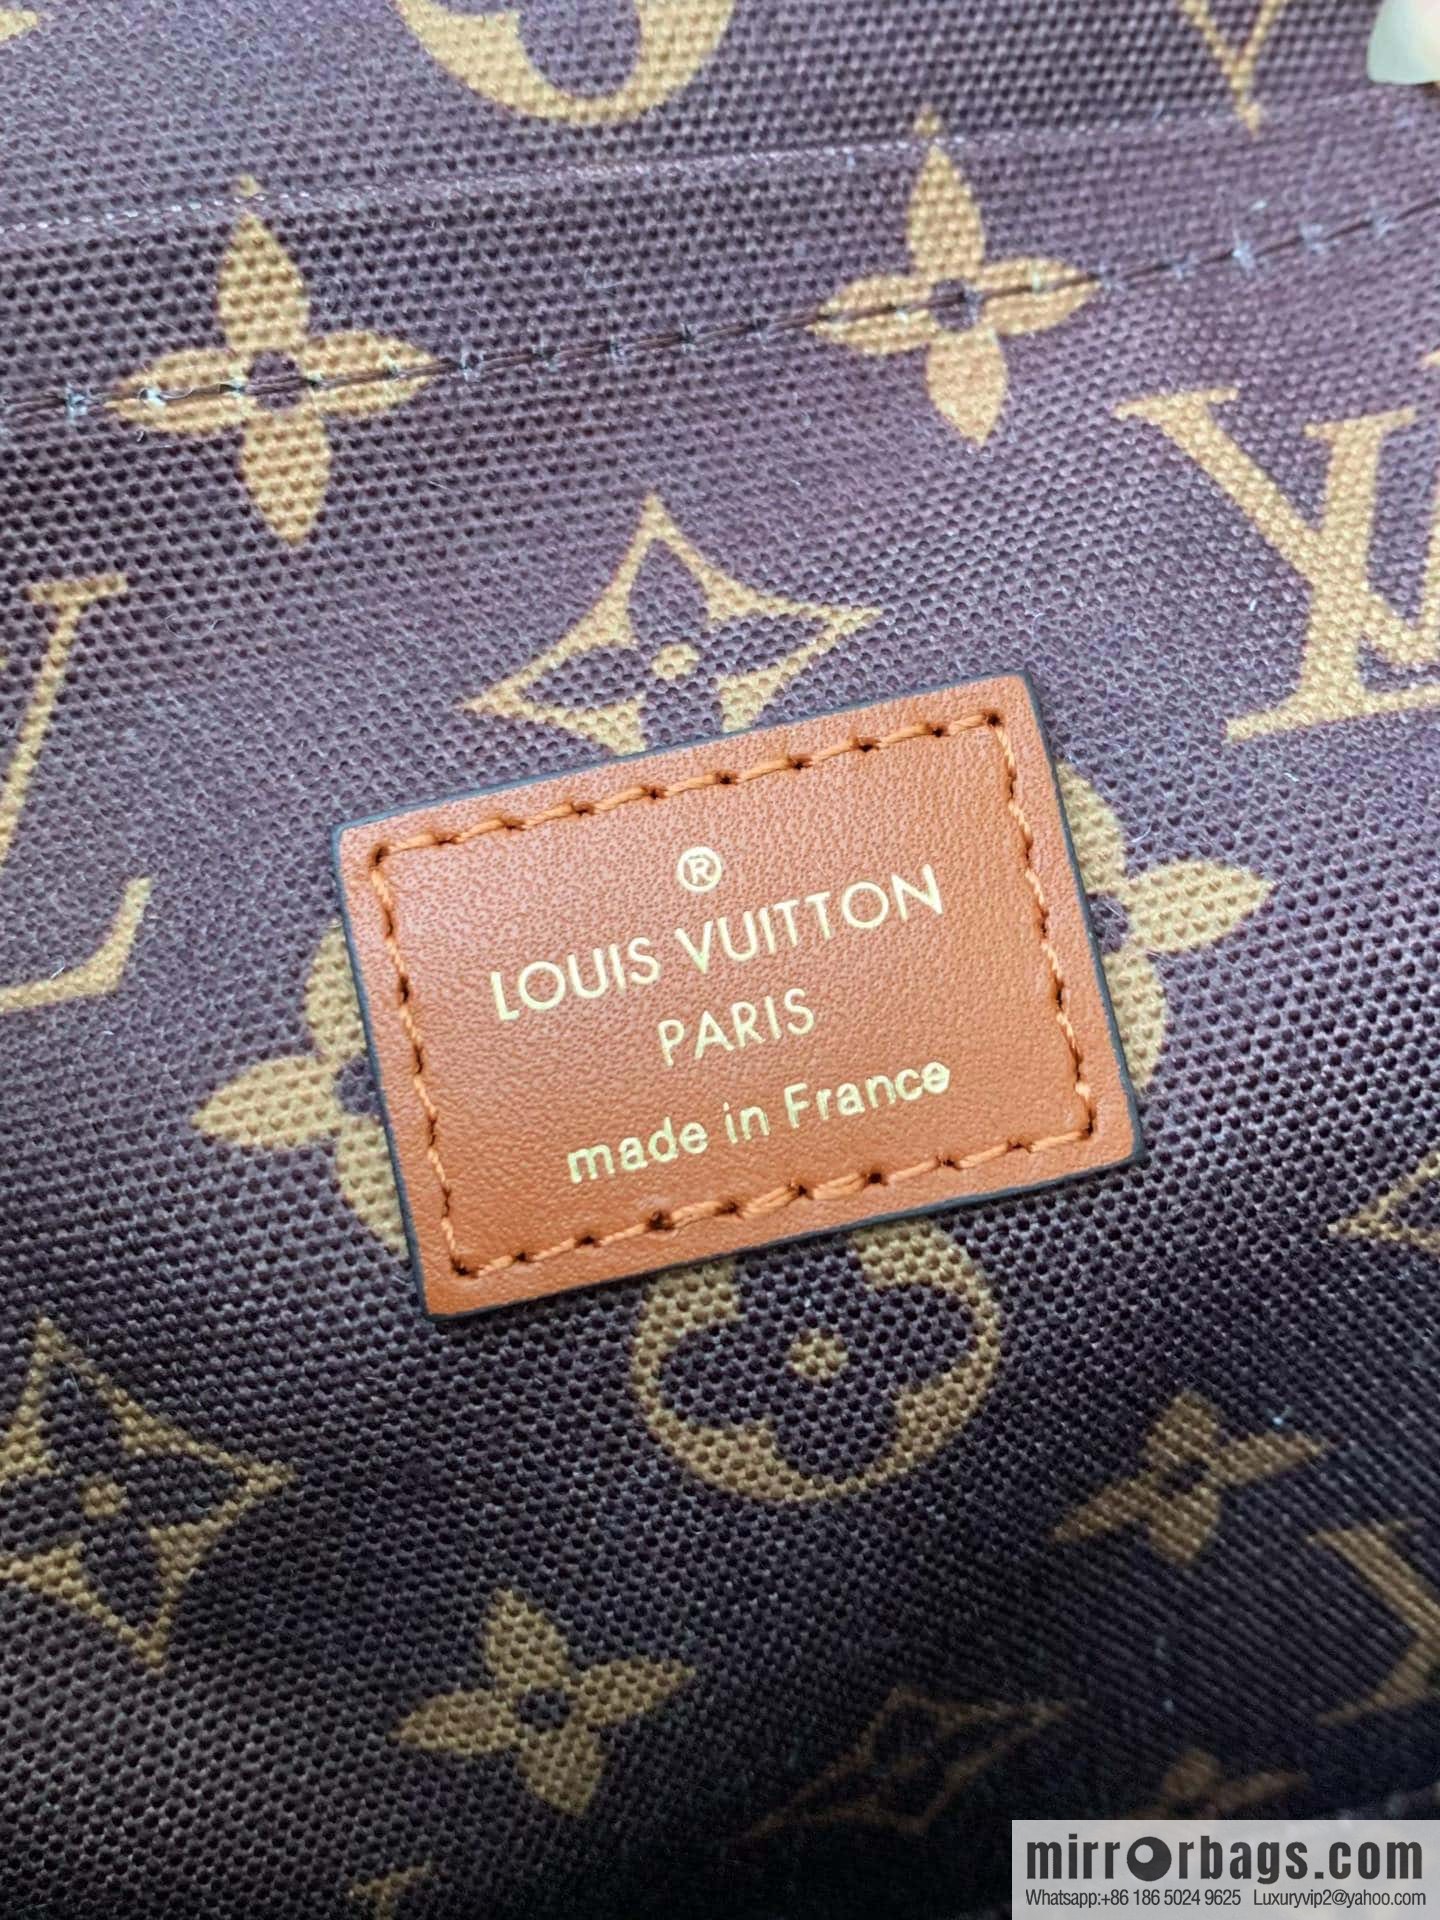 ®
LOUIS VUITTON
PARIS
made in France
mirrorbags.com
Whatsapp:+86 186 5024 9625 Luxuryvip2@yahoo.com